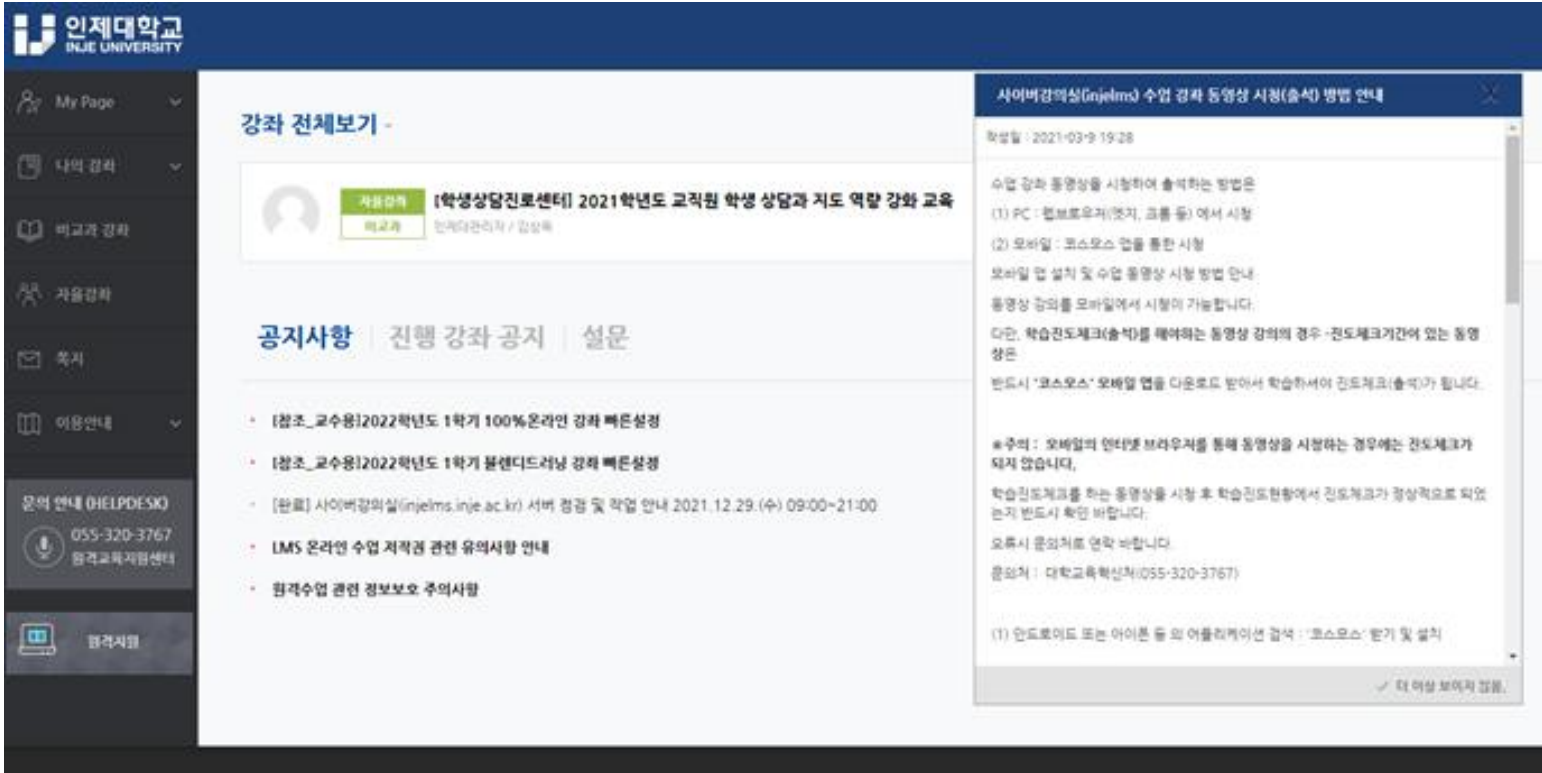 인제대학교
INJE UNIVERSITY
My Page
나의 강좌
비교과 강좌
자율강좌
쪽지
이용안내
문의 안내 (HELPDESK)
055-320-3767
원격교육지원센터
원격지원
강좌 전체보기 -
자율강좌
비교과
[학생상담진로센터] 2021학년도 교직원 학생 상담과 지도 역량 강화 교육
인제대관리자 /
공지사항
진행 강좌 공지
설문
[참조_교수용]2022학년도 1학기 100%온라인 강좌 빠른설정
[참조_교수용]2022학년도 1학기 블렌디드러닝 강좌 빠른설정
[완료] 사이버강의실(injelms.inje.ac.kr) 서버 점검 및 작업 안내 2021.12.29.(수) 09:00~21:00
LMS 온라인 수업 저작권 관련 유의사항 안내
원격수업 관련 정보보호 주의사항
사이버강의실(injelms) 수업 강좌 동영상 시청(출석) 방법 안내
작성일 : 2021-03-9 19:28
수업 강좌 동영상을 시청하여 출석하는 방법은
(1) PC : 웹브로우저(엣지, 크롬 등) 에서 시청
(2) 모바일 : 코스모스 앱을 통한 시청
모바일 앱 설치 및 수업 동영상 시청 방법 안내
동영상 강의를 모바일에서 시청이 가능합니다.
다만, 학습진도체크(출석)를 해야하는 동영상 강의의 경우 -진도체크기간이 있는 동영
상은
반드시 '코스모스' 모바일 앱을 다운로드 받아서 학습하셔야 진도체크(출석)가 됩니다.
※주의 : 모바일의 인터넷 브라우저를 통해 동영상을 시청하는 경우에는 진도체크가
되지 않습니다.
학습진도체크를 하는 동영상을 시청 후 학습진도현황에서 진도체크가 정상적으로 되었
는지 반드시 확인 바랍니다.
오류시 문의처로 연락 바랍니다.
문의처 : 대학교육혁신처(055-320-3767)
(1) 안드로이드 또는 아이폰 등 의 어플리케이션 검색 : '코스모스' 받기 및 설치
더 이상 보이지 않음.